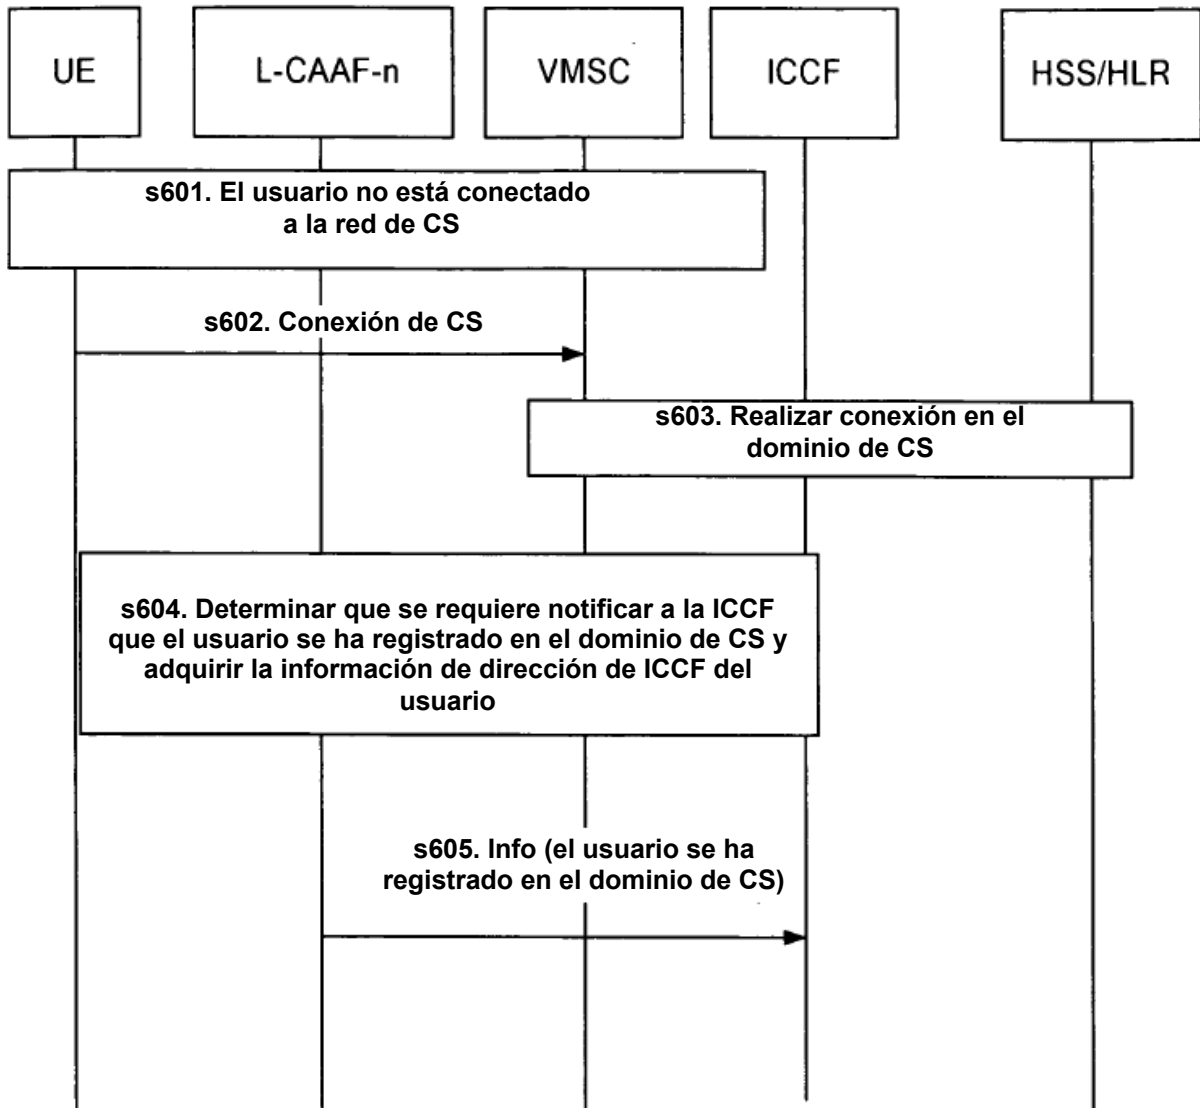 UE
L-CAAF-n
VMSC
ICCF
HSS/HLR
s601. El usuario no está conectado
a la red de CS
s602. Conexión de CS
s603. Realizar conexión en el
dominio de CS
s604. Determinar que se requiere notificar a la ICCF
que el usuario se ha registrado en el dominio de CS y
adquirir la información de dirección de ICCF del
usuario
s605. Info (el usuario se ha
registrado en el dominio de CS)